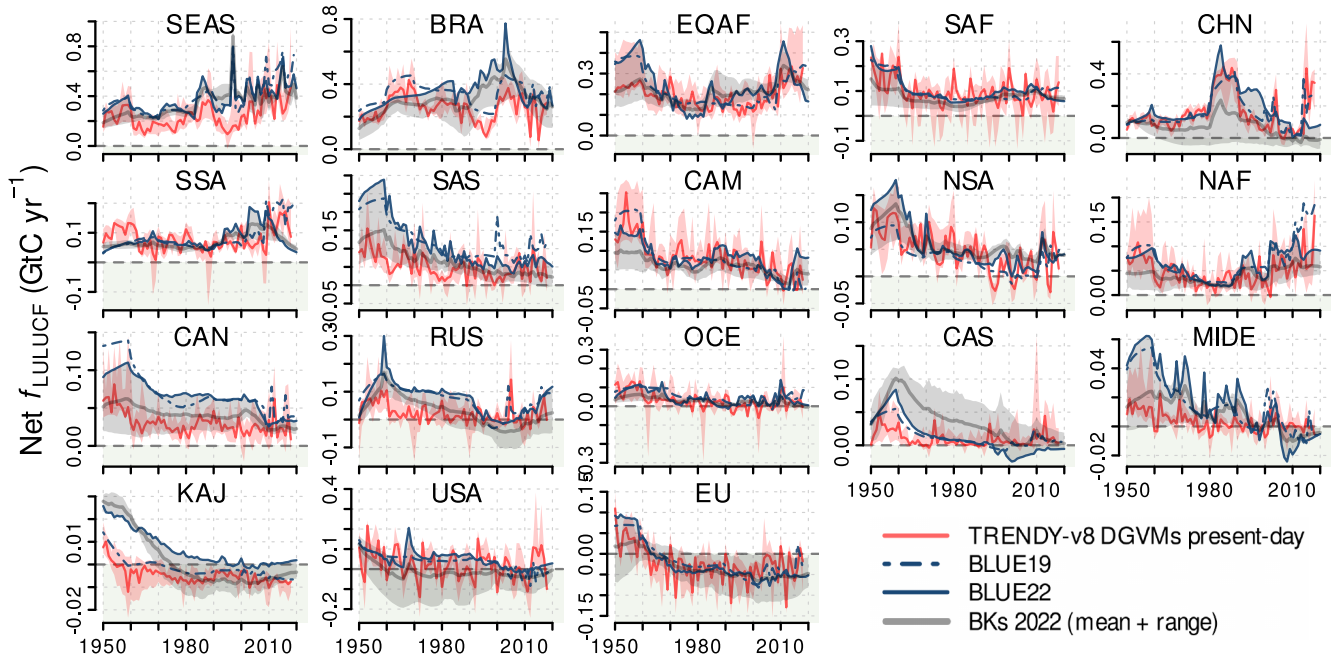 SEAS
BRA
EQAF
SAF
CHN
0.0 0.4 0.8
0.0 0.4 0.8
0.0 0.3
-0.1 0.1 0.3
0.0 0.4
SSA
SAS
CAM
NSA
NAF
-0.1 0.1
-0.05 0.15
-0.05 0.15
-0.05 0.10
0.00 0.15
CAN
RUS
OCE
CAS
MIDE
0.00 0.10
-0.1 0.1 0.30
0.0 0.3
0.00 0.10
-0.02 0.04
1950 1980 2010
1950 1980 2010
KAJ
USA
EU
-0.02 0.01
-0.2 0.1 0.4
-0.15 0.00 0.15
1950 1980 2010
1950 1980 2010
1950 1980 2010
Net fLULUCF (GtC yr−1)
TRENDY-v8 DGVMs present-day
BLUE19
BLUE22
BKs 2022 (mean + range)